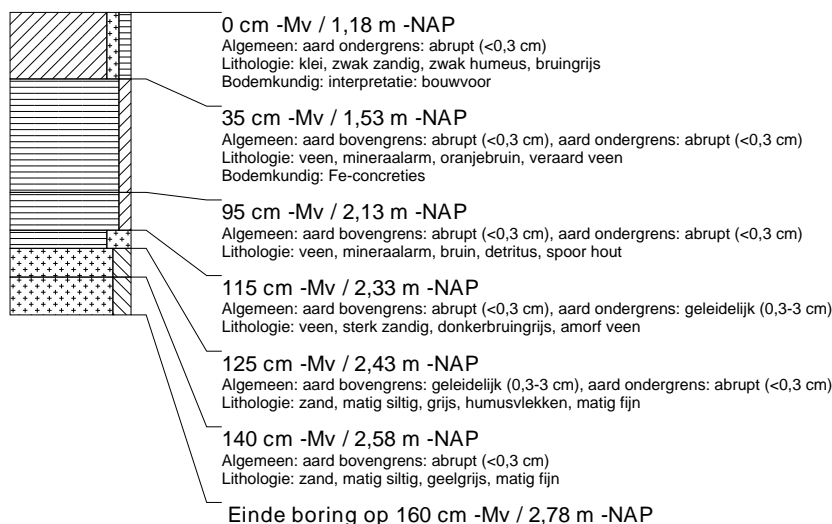 0 cm -Mv / 1,18 m -NAP
Algemeen: aard ondergrens: abrupt (<0,3 cm)
Lithologie: klei, zwak zandig, zwak humeus, bruingrijs
Bodemkundig: interpretatie: bouwvoor
35 cm -Mv / 1,53 m -NAP
Algemeen: aard bovengrens: abrupt (<0,3 cm), aard ondergrens: abrupt (<0,3 cm)
Lithologie: veen, mineraalarm, oranjebruin, veraard veen
Bodemkundig: Fe-concreties
95 cm -Mv / 2,13 m -NAP
Algemeen: aard bovengrens: abrupt (<0,3 cm), aard ondergrens: abrupt (<0,3 cm)
Lithologie: veen, mineraalarm, bruin, detritus, spoor hout
115 cm -Mv / 2,33 m -NAP
Algemeen: aard bovengrens: abrupt (<0,3 cm), aard ondergrens: geleidelijk (0,3-3 cm)
Lithologie: veen, sterk zandig, donkerbruingrijs, amorf veen
125 cm -Mv / 2,43 m -NAP
Algemeen: aard bovengrens: geleidelijk (0,3-3 cm), aard ondergrens: abrupt (<0,3 cm)
Lithologie: zand, matig siltig, grijs, humusvlekken, matig fijn
140 cm -Mv / 2,58 m -NAP
Algemeen: aard bovengrens: abrupt (<0,3 cm)
Lithologie: zand, matig siltig, geelgrijs, matig fijn
Einde boring op 160 cm -Mv / 2,78 m -NAP